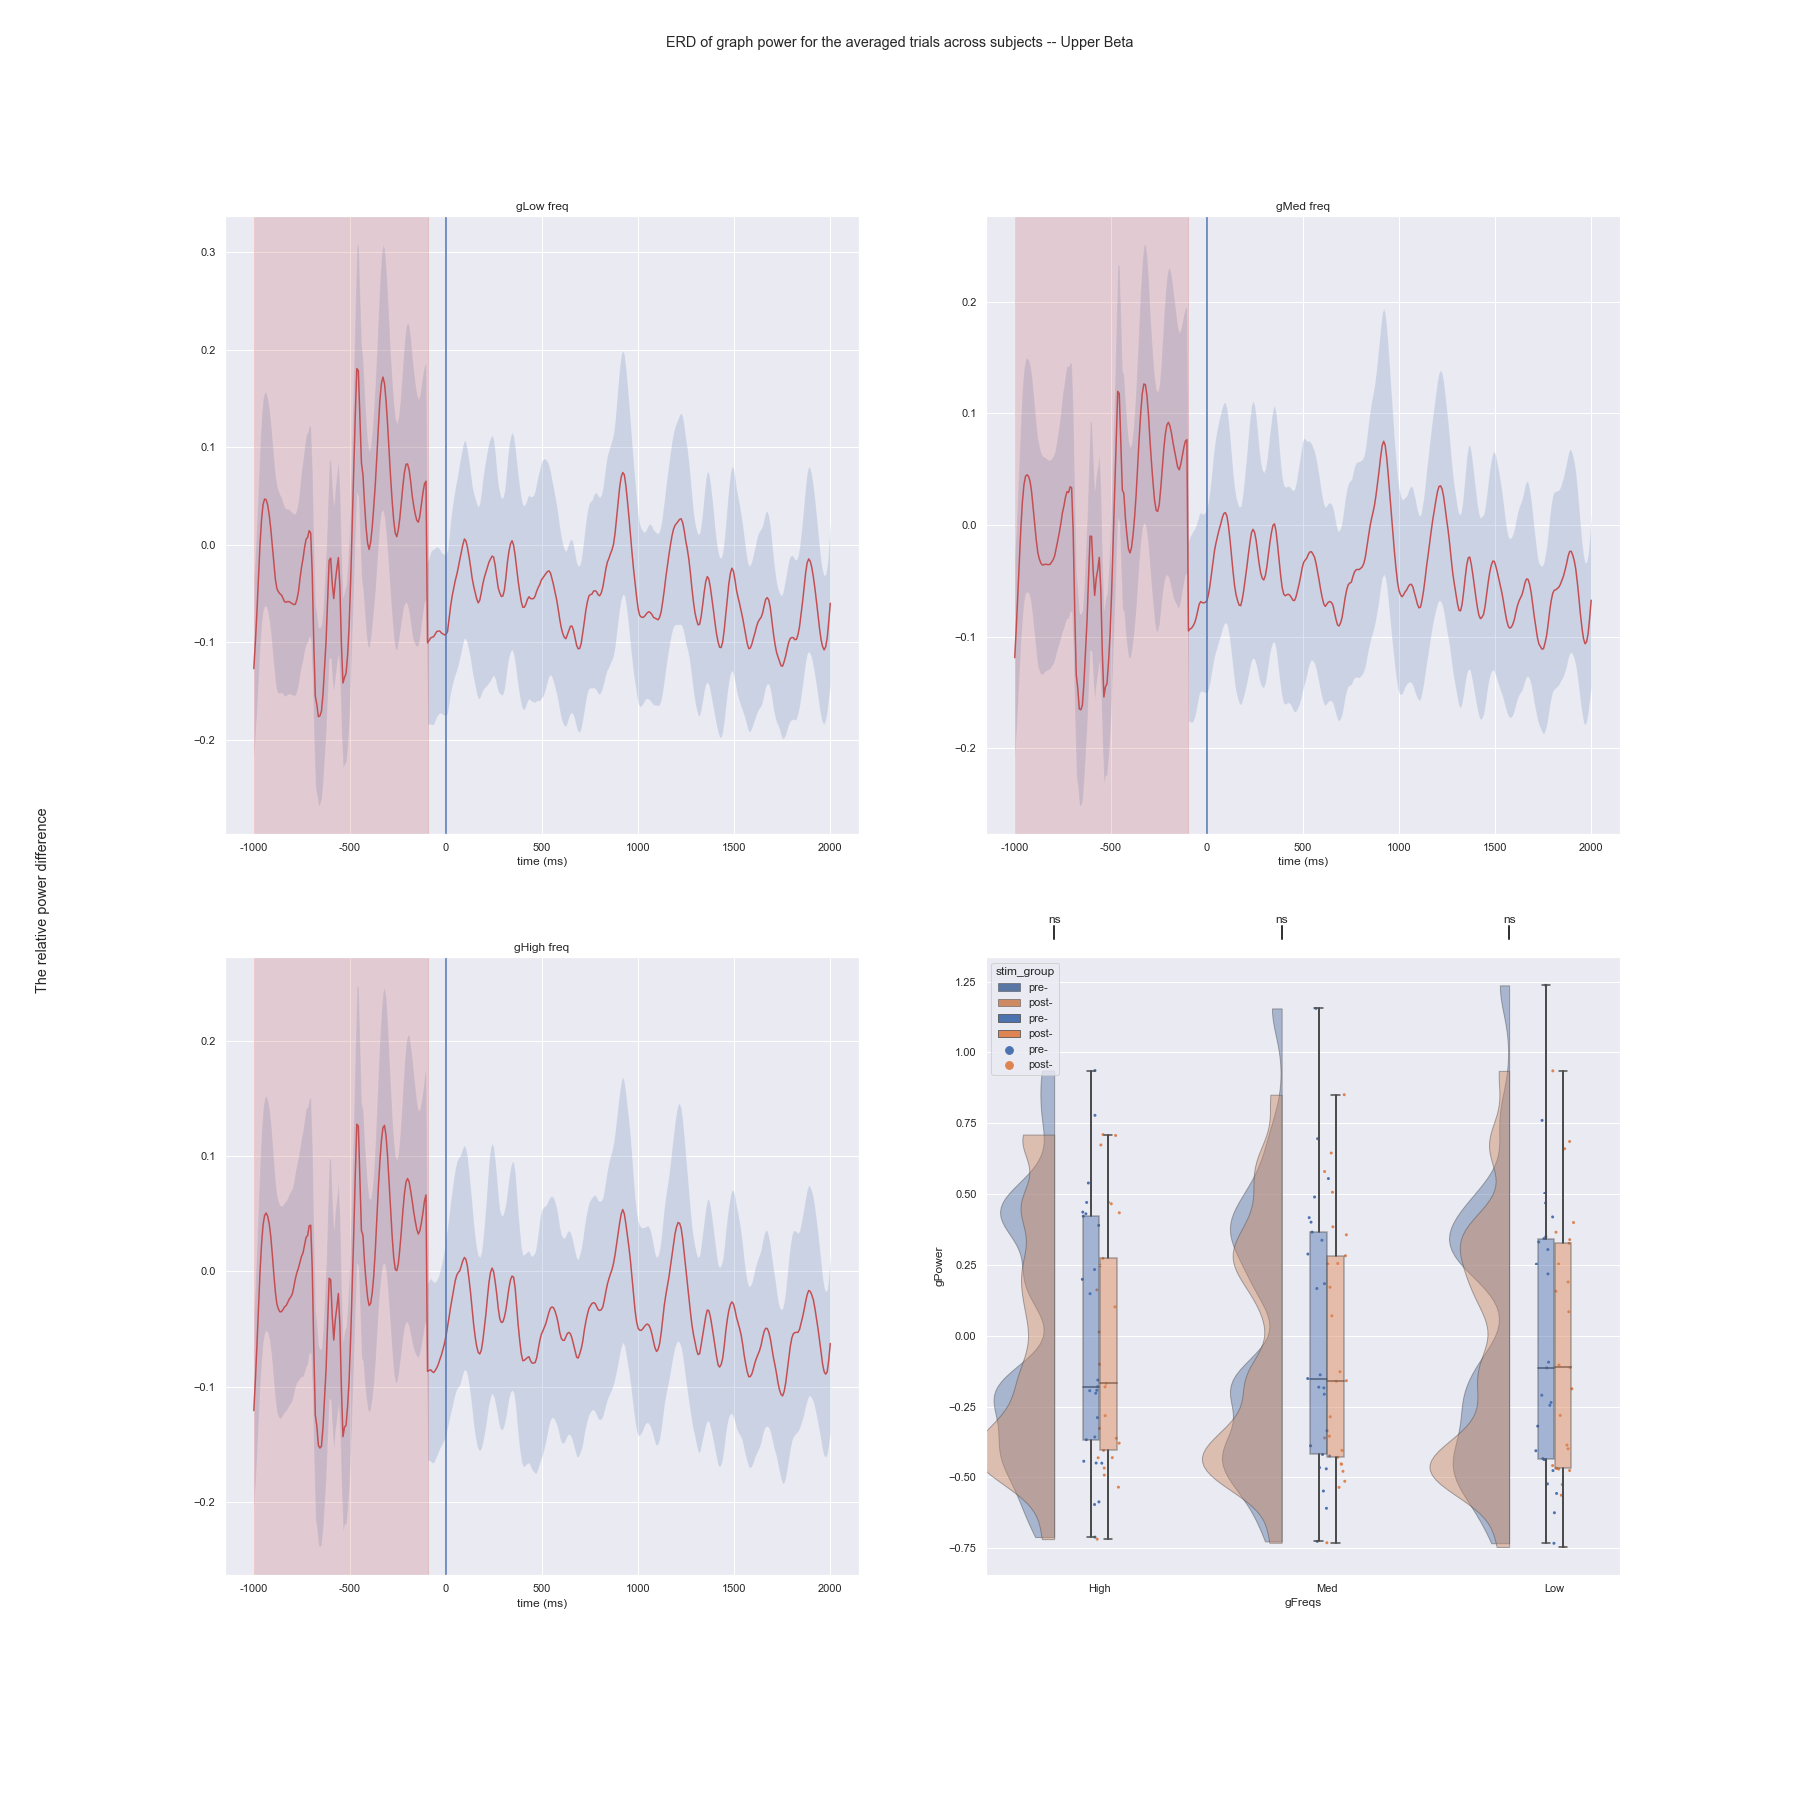 ERD of graph power for the averaged trials across subjects -- Upper Beta
The relative power difference
gLow freq
0.3
0.2
0.1
0.0
−0.1
−0.2
-1000 -500 0 500 1000 1500 2000
time (ms)
gMed freq
0.2
0.1
0.0
−0.1
−0.2
-1000 -500 0 500 1000 1500 2000
time (ms)
gHigh freq
0.2
0.1
0.0
−0.1
−0.2
-1000 -500 0 500 1000 1500 2000
time (ms)
ns ns ns
stim_group
pre-
post-
pre-
post-
pre-
post-
gPower
1.25
1.00
0.75
0.50
0.25
0.00
−0.25
−0.50
−0.75
High Med Low
gFreqs